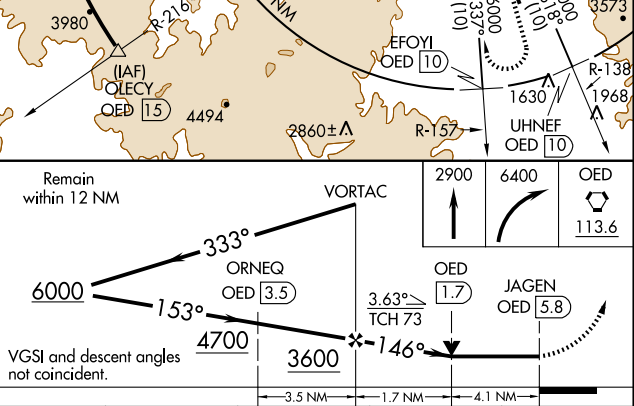 3980
R-216
NM
(IAF)
OLECY
OED 15
4494
2860±
EFOYI
OED 10
337°
(10)
6000
(10)
3573
R-138
1630
1968
R-157
UHNEF
OED 10
Remain
within 12 NM
VORTAC
2900
6400
OED
113.6
333°
6000
ORNEQ
OED 3.5
153°
4700
3600
3.63°
TCH 73
146°
OED
1.7
JAGEN
OED 5.8
VGSI and descent angles
not coincident.
3.5 NM
1.7 NM
4.1 NM